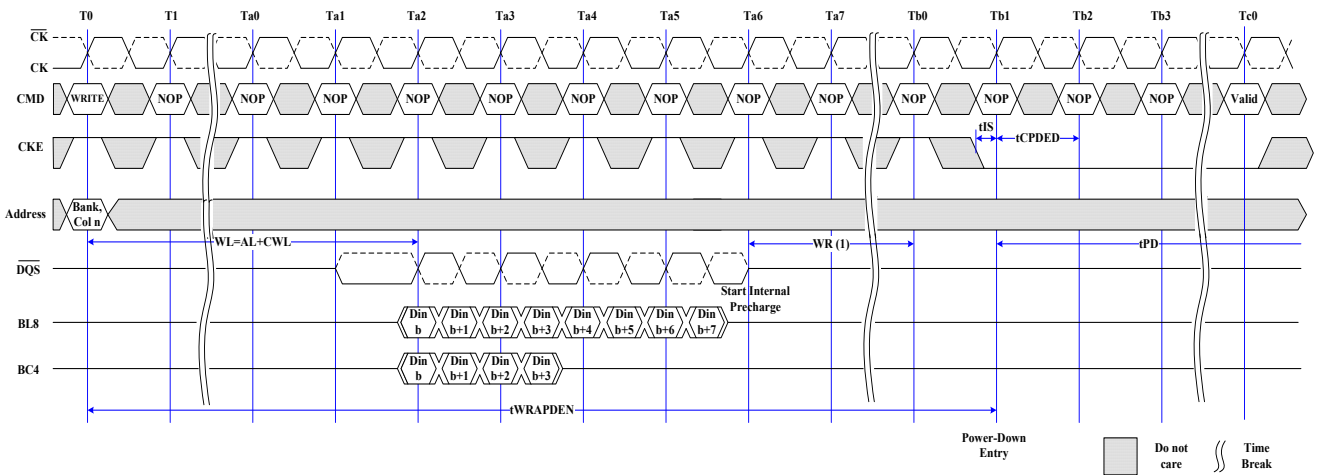 T0 T1 Ta0 Ta1 Ta2 Ta3 Ta4 Ta5 Ta6 Ta7 Tb0 Tb1 Tb2 Tb3 Tc0
CK
CK
CMD WRITE NOP NOP NOP NOP NOP NOP NOP NOP NOP NOP NOP NOP NOP Valid
tIS tCPDED
CKE
Address Bank, Col n
WL=AL+CWL WR (1) tPD
DQS
Start Internal Precharge
BL8 Din b Din b+1 Din b+2 Din b+3 Din b+4 Din b+5 Din b+6 Din b+7
BC4 Din b Din b+1 Din b+2 Din b+3
tWRAPDEN
Power-Down Entry
Do not care
Time Break